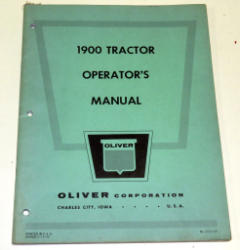 1900 TRACTOR
OPERATOR'S
MANUAL
OLIVER
OLIVER CORPORATION
CHARLES CITY, IOWA - - - - U.S.A.